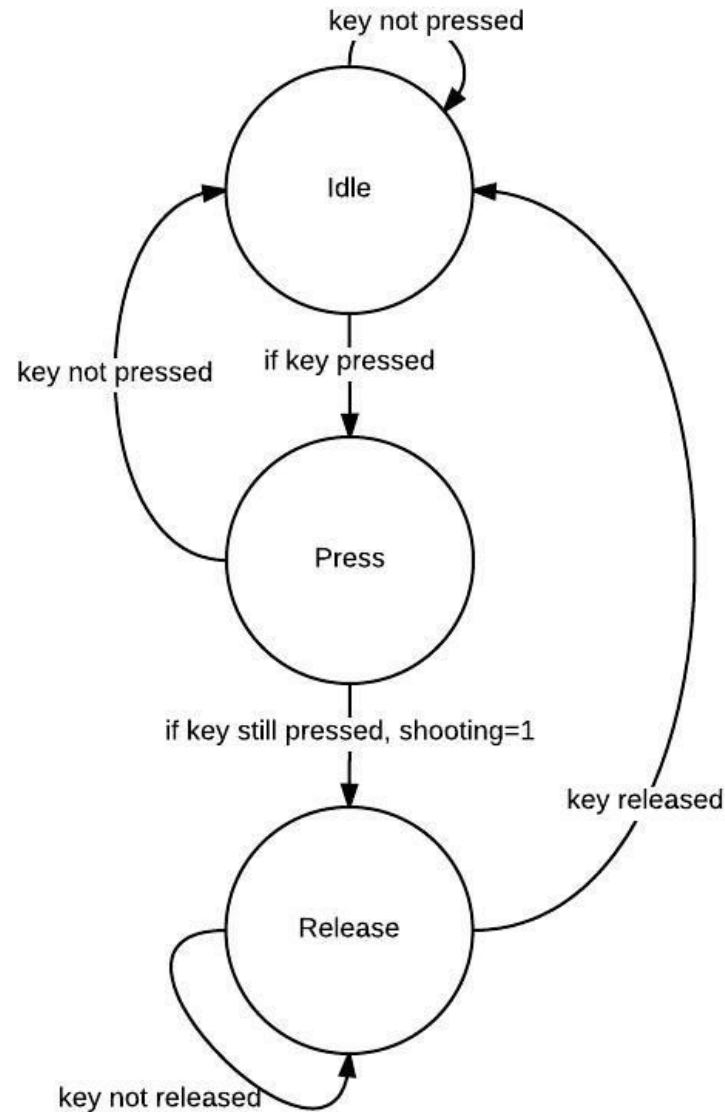 key not pressed
Idle
if key pressed
key not pressed
Press
if key still pressed, shooting=1
key released
Release
key not released